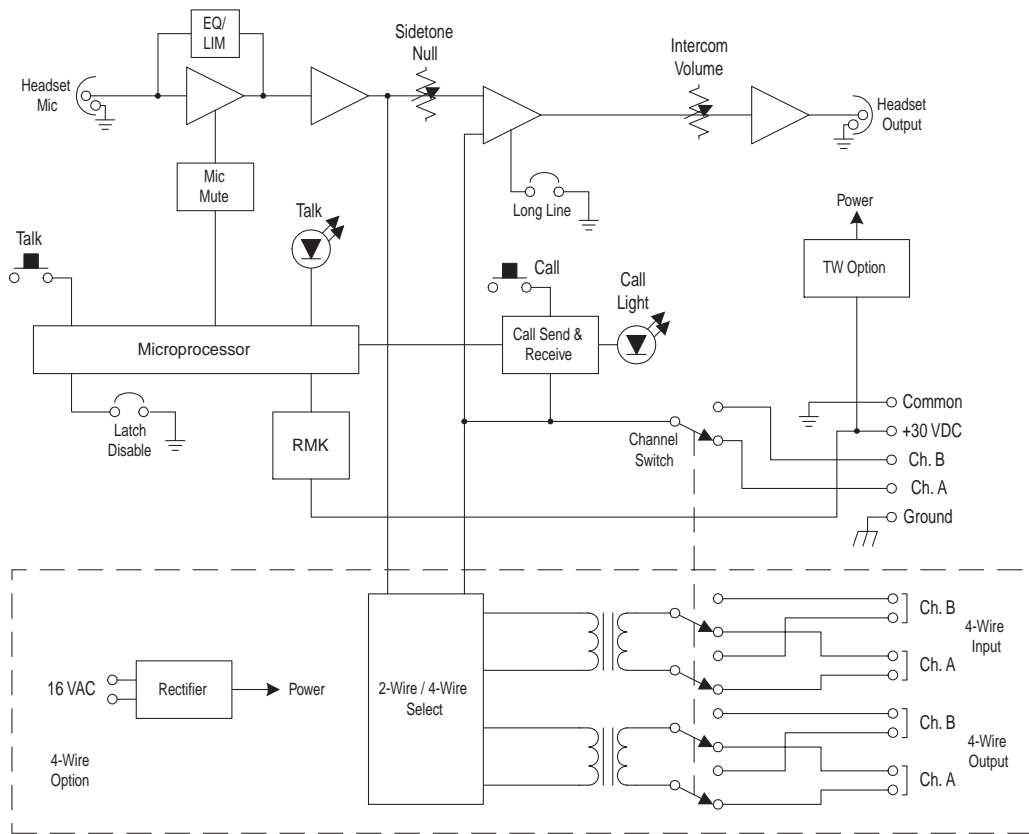 EQ/
LIM
Sidetone
Null
Intercom
Volume
Headset
Mic
Headset
Output
Mic
Mute
Long Line
Power
Talk
Talk
TW Option
Call
Call
Light
Microprocessor
Call Send &
Receive
Latch
Disable
RMK
Channel
Switch
Common
+30 VDC
Ch. B
Ch. A
Ground
16 VAC
Rectifier
Power
2-Wire / 4-Wire
Select
Ch. B
4-Wire
Input
Ch. A
Ch. B
4-Wire
Output
Ch. A
4-Wire
Option